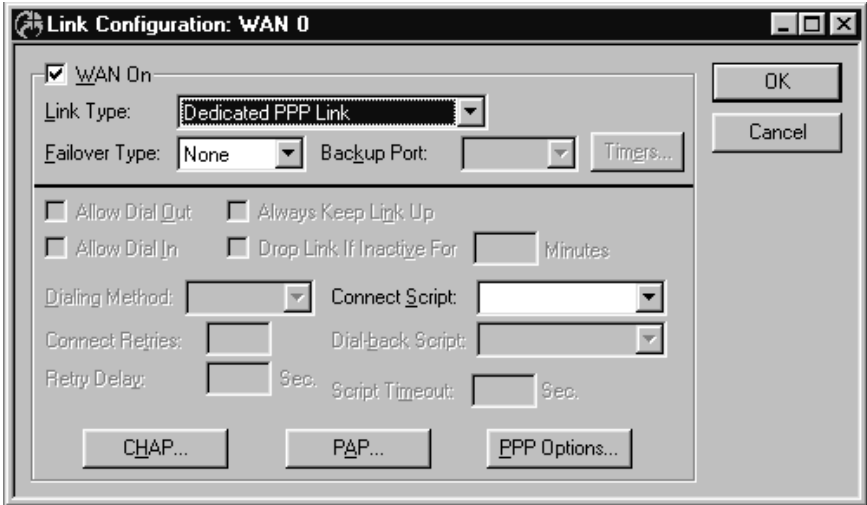 Link Configuration: WAN 0
WAN On
OK
Link Type: Dedicated PPP Link
Cancel
Failover Type: None Backup Port: Timers...
Allow Dial Out Always Keep Link Up
Allow Dial In Drop Link If Inactive For Minutes
Dialing Method: Connect Script:
Connect Retries: Dial-back Script:
Retry Delay: Sec. Script Timeout: Sec.
CHAP... PAP... PPP Options...